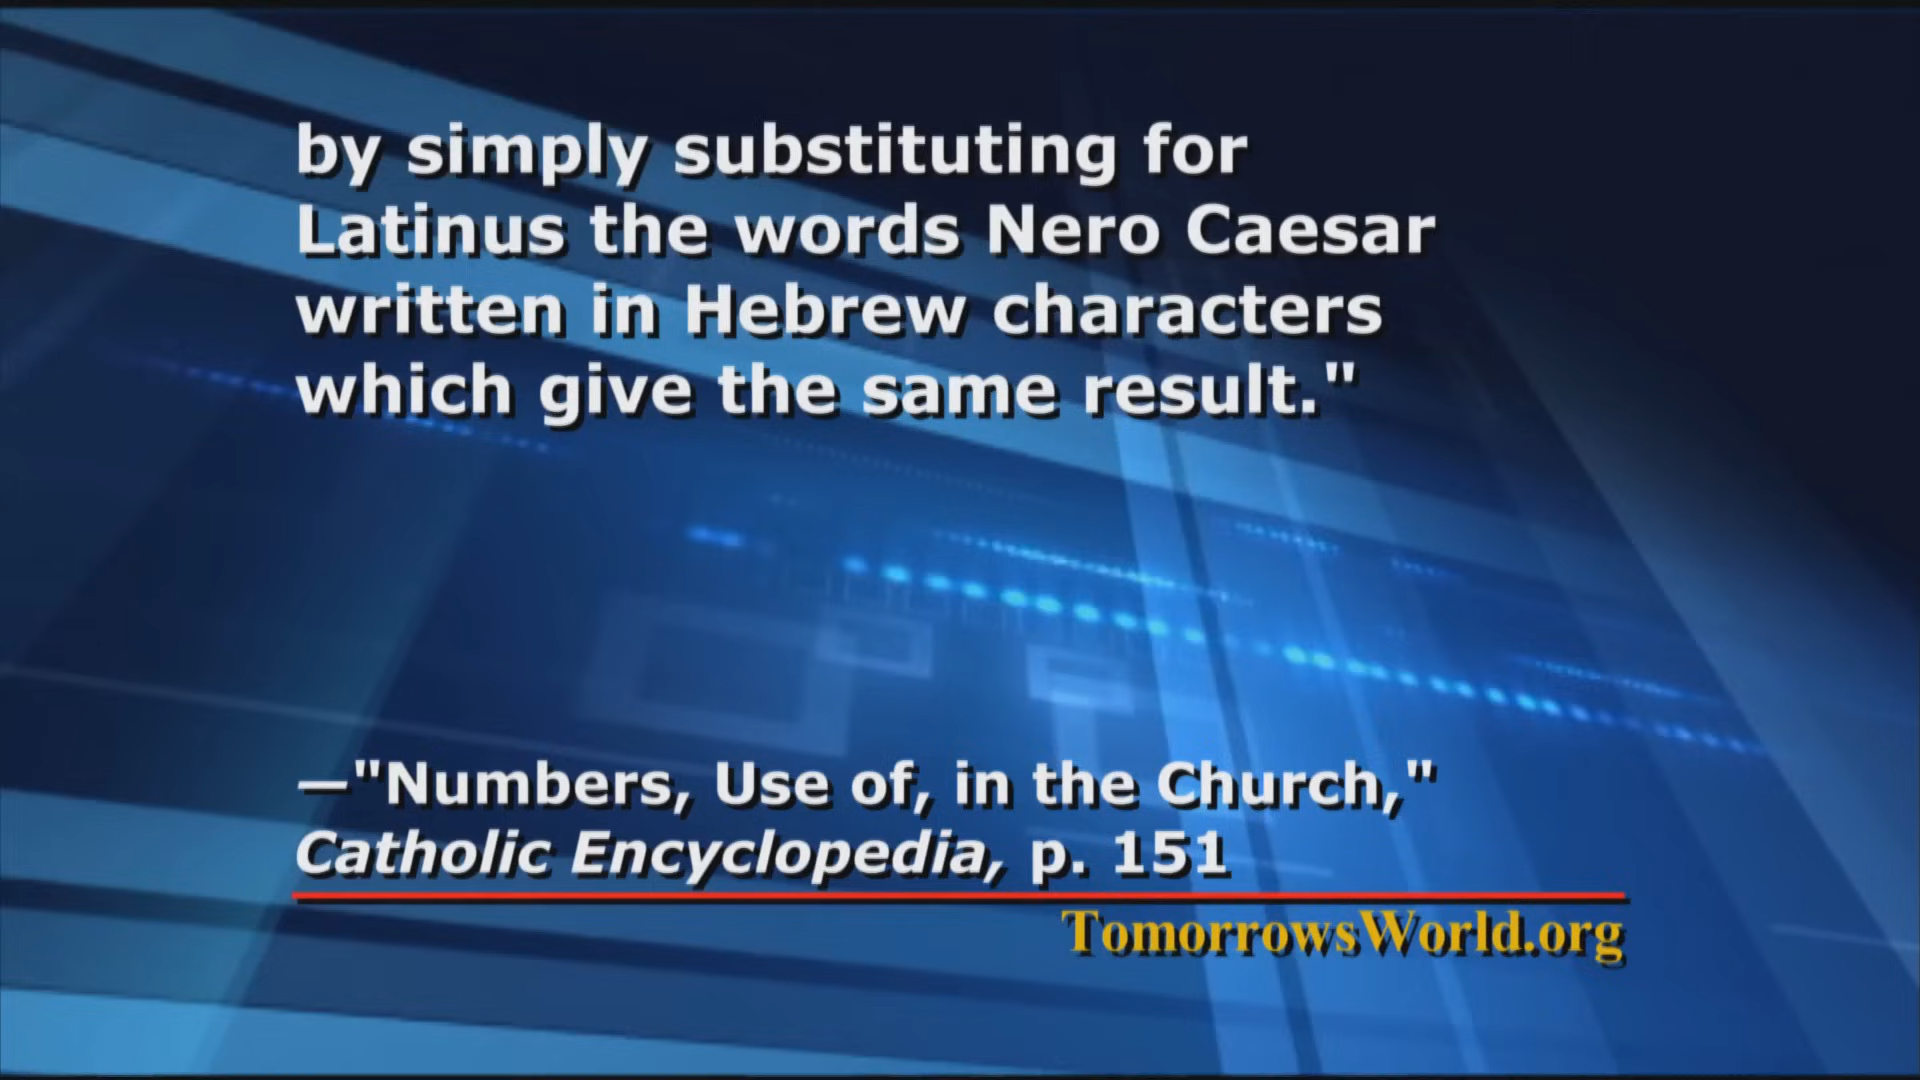 by simply substituting for
Latinus the words Nero Caesar
written in Hebrew characters
which give the same result."
—"Numbers, Use of, in the Church,"
Catholic Encyclopedia, p. 151
TomorrowsWorld.org